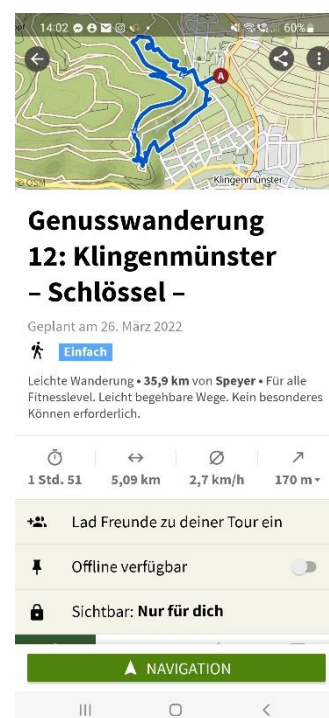 14:02
60%
A
Klingenmünster
© OSM
Genusswanderung
12: Klingenmünster
– Schlössel –
Geplant am 26. März 2022
Einfach
Leichte Wanderung • 35,9 km von Speyer • Für alle
Fitnesslevel. Leicht begehbare Wege. Kein besonderes
Können erforderlich.
1 Std. 51 5,09 km 2,7 km/h 170 m
Lad Freunde zu deiner Tour ein
Offline verfügbar
Sichtbar: Nur für dich
NAVIGATION